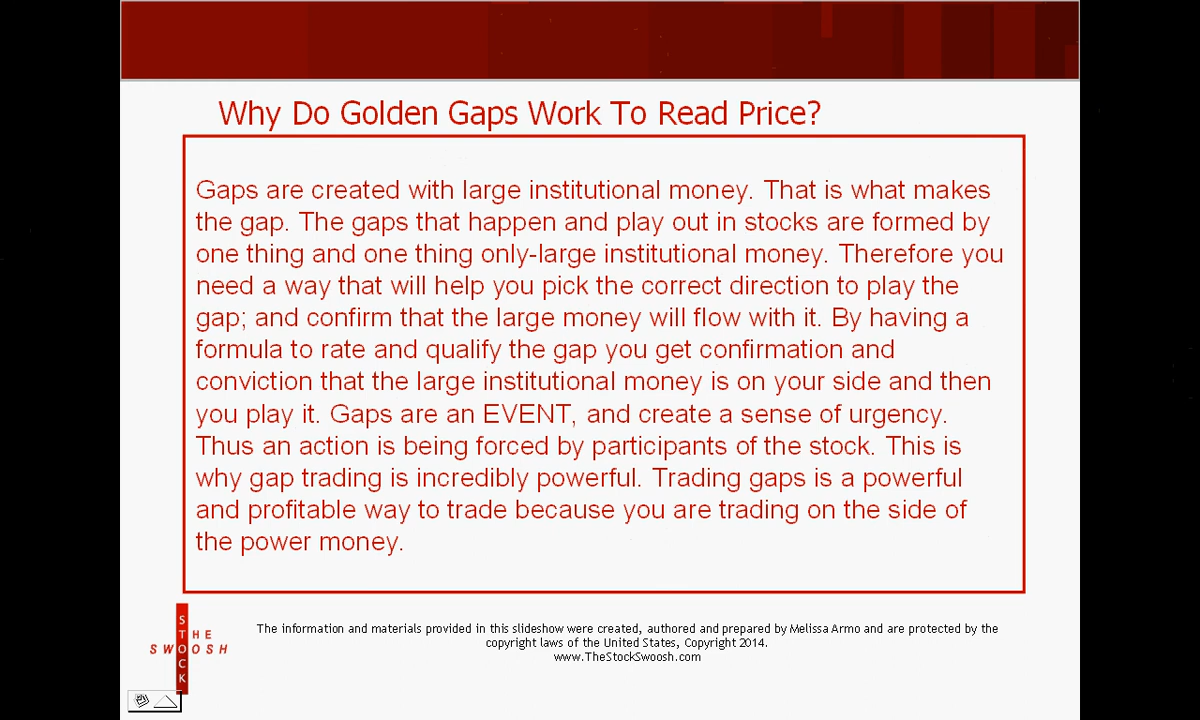 Why Do Golden Gaps Work To Read Price?
Gaps are created with large institutional money. That is what makes
the gap. The gaps that happen and play out in stocks are formed by
one thing and one thing only-large institutional money. Therefore you
need a way that will help you pick the correct direction to play the
gap; and confirm that the large money will flow with it. By having a
formula to rate and qualify the gap you get confirmation and
conviction that the large institutional money is on your side and then
you play it. Gaps are an EVENT, and create a sense of urgency.
Thus an action is being forced by participants of the stock. This is
why gap trading is incredibly powerful. Trading gaps is a powerful
and profitable way to trade because you are trading on the side of
the power money.
THE
STOCK
SWOOSH
The information and materials provided in this slideshow were created, authored and prepared by Melissa Armo and are protected by the
copyright laws of the United States, Copyright 2014.
www.TheStockSwoosh.com